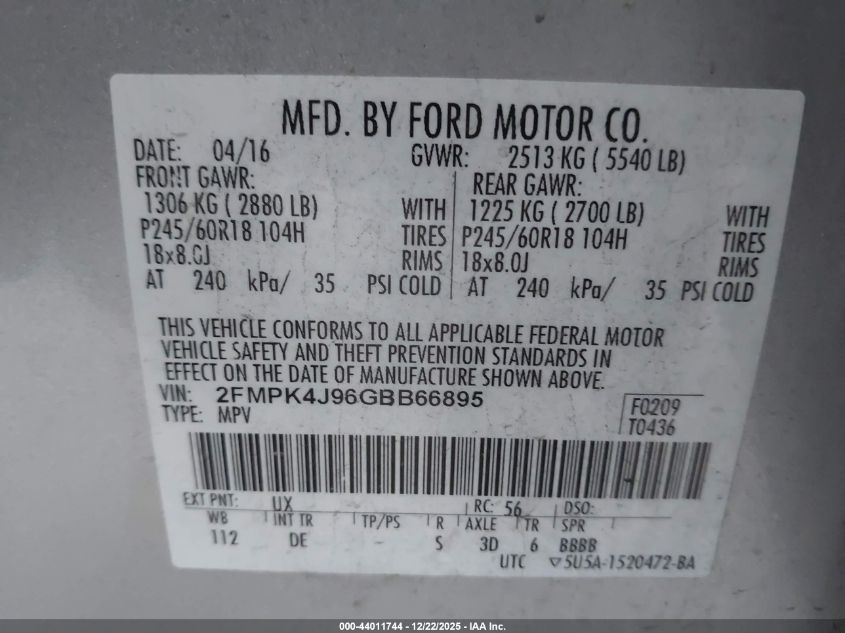 MFD. BY FORD MOTOR CO.
DATE: 04/16 GVWR: 2513 KG ( 5540 LB)
FRONT GAWR: REAR GAWR:
1306 KG ( 2880 LB) WITH 1225 KG ( 2700 LB) WITH
P245/60R18 104H TIRES P245/60R18 104H TIRES
18x8.0J RIMS 18x8.0J RIMS
AT 240 kPa/ 35 PSI COLD AT 240 kPa/ 35 PSI COLD
THIS VEHICLE CONFORMS TO ALL APPLICABLE FEDERAL MOTOR
VEHICLE SAFETY AND THEFT PREVENTION STANDARDS IN
EFFECT ON THE DATE OF MANUFACTURE SHOWN ABOVE.
VIN: 2FMPK4J96GBB66895
TYPE: MPV F0209
T0436
EXT PNT: UX RC: 56 DSO:
WB INT TR TP/PS R AXLE TR SPR
112 DE - S 3D 6 BBBB
UTC ▽5U5A-1520472-BA
000-44011744 - 12/22/2025 - IAA Inc.